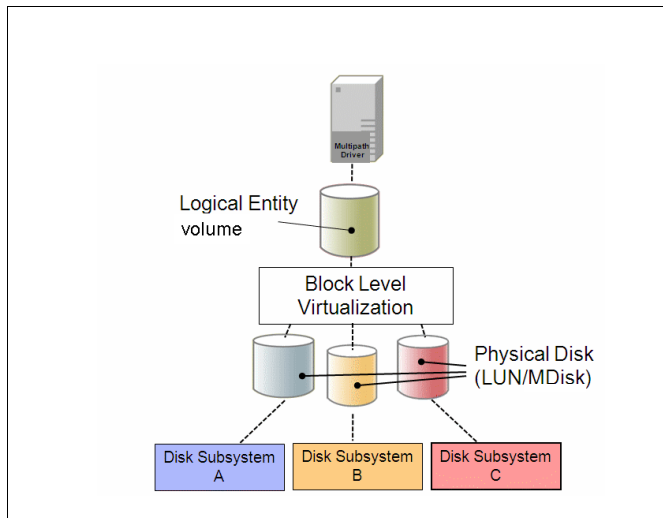 Multipath
Driver
Logical Entity
volume
Block Level
Virtualization
Physical Disk
(LUN/MDisk)
Disk Subsystem
A
Disk Subsystem
B
Disk Subsystem
C